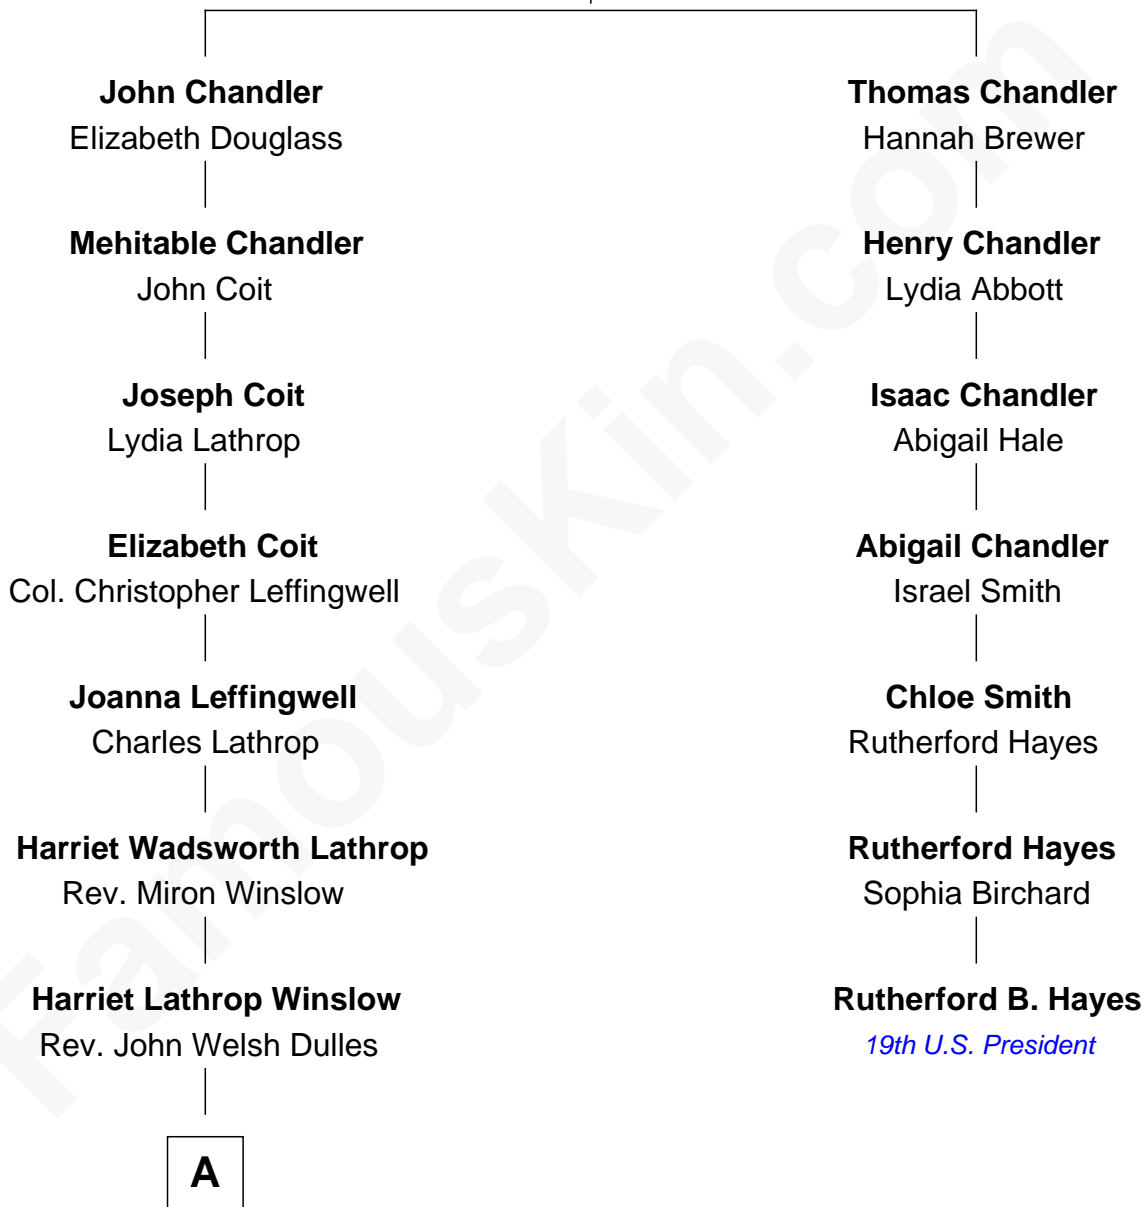 John Chandler
Elizabeth Douglass
Mehitable Chandler
John Coit
Joseph Coit
Lydia Lathrop
Elizabeth Coit
Col. Christopher Leffingwell
Joanna Leffingwell
Charles Lathrop
Harriet Wadsworth Lathrop
Rev. Miron Winslow
Harriet Lathrop Winslow
Rev. John Welsh Dulles
A
Thomas Chandler
Hannah Brewer
Henry Chandler
Lydia Abbott
Isaac Chandler
Abigail Hale
Abigail Chandler
Israel Smith
Chloe Smith
Rutherford Hayes
Rutherford Hayes
Sophia Birchard
Rutherford B. Hayes
19th U.S. President
FamousKin.com